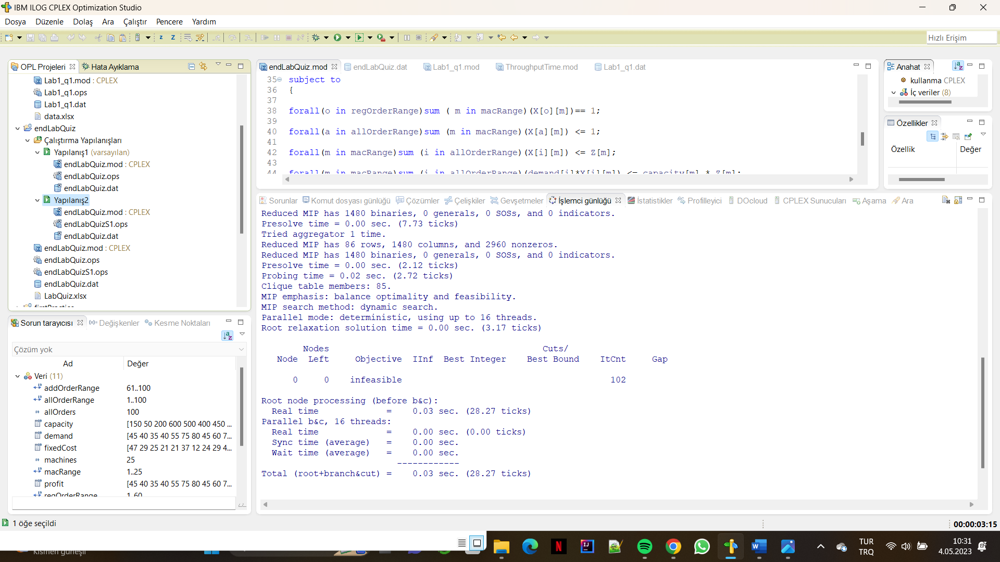 IBM ILOG CPLEX Optimization Studio
Dosya Düzenle Dolaş Ara Çalıştır Pencere Yardım
Hızlı Erişim
OPL Projeleri Hata Ayıklama
Lab1_q1.mod : CPLEX
Lab1_q1.ops
Lab1_q1.dat
data.xlsx
endLabQuiz
Çalıştırma Yapılanışları
Yapılanış1 (varsayılan)
endLabQuiz.mod : CPLEX
endLabQuiz.ops
endLabQuiz.dat
Yapılanış2
endLabQuiz.mod : CPLEX
endLabQuizS1.ops
endLabQuiz.dat
endLabQuiz.mod : CPLEX
endLabQuiz.ops
endLabQuizS1.ops
endLabQuiz.dat
LabQuiz.xlsx
Sorun tarayıcısı Değişkenler Kesme Noktaları
Çözüm yok
Ad Değer
Veri (11)
addOrderRange 61..100
allOrderRange 1..100
allOrders 100
capacity [150 50 200 600 500 400 450 ...
demand [45 40 35 40 55 75 80 45 60 7...
fixedCost [47 29 25 21 21 37 12 24 29 4...
machines 25
macRange 1..25
profit [45 40 35 40 55 75 80 45 60 7...
regOrderRange 1..60
endLabQuiz.mod endLabQuiz.dat Lab1_q1.mod ThroughputTime.mod Lab1_q1.dat
35 subject to
36 {
37
38 forall(o in regOrderRange)sum ( m in macRange)(X[o][m])== 1;
39
40 forall(a in allOrderRange)sum (m in macRange)(X[a][m]) <= 1;
41
42 forall(m in macRange)sum (i in allOrderRange)(X[i][m]) <= Z[m];
43
44 forall(m in macRange)sum (i in allOrderRange)(demand[i]*X[i][m]) <= capacity[m] * Z[m];
Anahat
kullanma CPLEX
İç veriler (8)
Özellikler
Özellik Değer
Sorunlar Komut dosyası günlüğü Çözümler Çelişkiler Gevşetmeler İşlemci günlüğü İstatistikler Profilleyici DOcloud CPLEX Sunucuları Aşama Ara
Reduced MIP has 1480 binaries, 0 generals, 0 SOSs, and 0 indicators.
Presolve time = 0.00 sec. (7.73 ticks)
Tried aggregator 1 time.
Reduced MIP has 86 rows, 1480 columns, and 2960 nonzeros.
Reduced MIP has 1480 binaries, 0 generals, 0 SOSs, and 0 indicators.
Presolve time = 0.00 sec. (2.12 ticks)
Probing time = 0.02 sec. (2.72 ticks)
Clique table members: 85.
MIP emphasis: balance optimality and feasibility.
MIP search method: dynamic search.
Parallel mode: deterministic, using up to 16 threads.
Root relaxation solution time = 0.00 sec. (3.17 ticks)
Nodes Cuts/
Node Left Objective IInf Best Integer Best Bound ItCnt Gap
0 0 infeasible 102
Root node processing (before b&c):
Real time = 0.03 sec. (28.27 ticks)
Parallel b&c, 16 threads:
Real time = 0.00 sec. (0.00 ticks)
Sync time (average) = 0.00 sec.
Wait time (average) = 0.00 sec.
------------
Total (root+branch&cut) = 0.03 sec. (28.27 ticks)
1 öğe seçildi
00:00:03:15
Kısmen güneşli
TUR
TRQ
10:31
4.05.2023